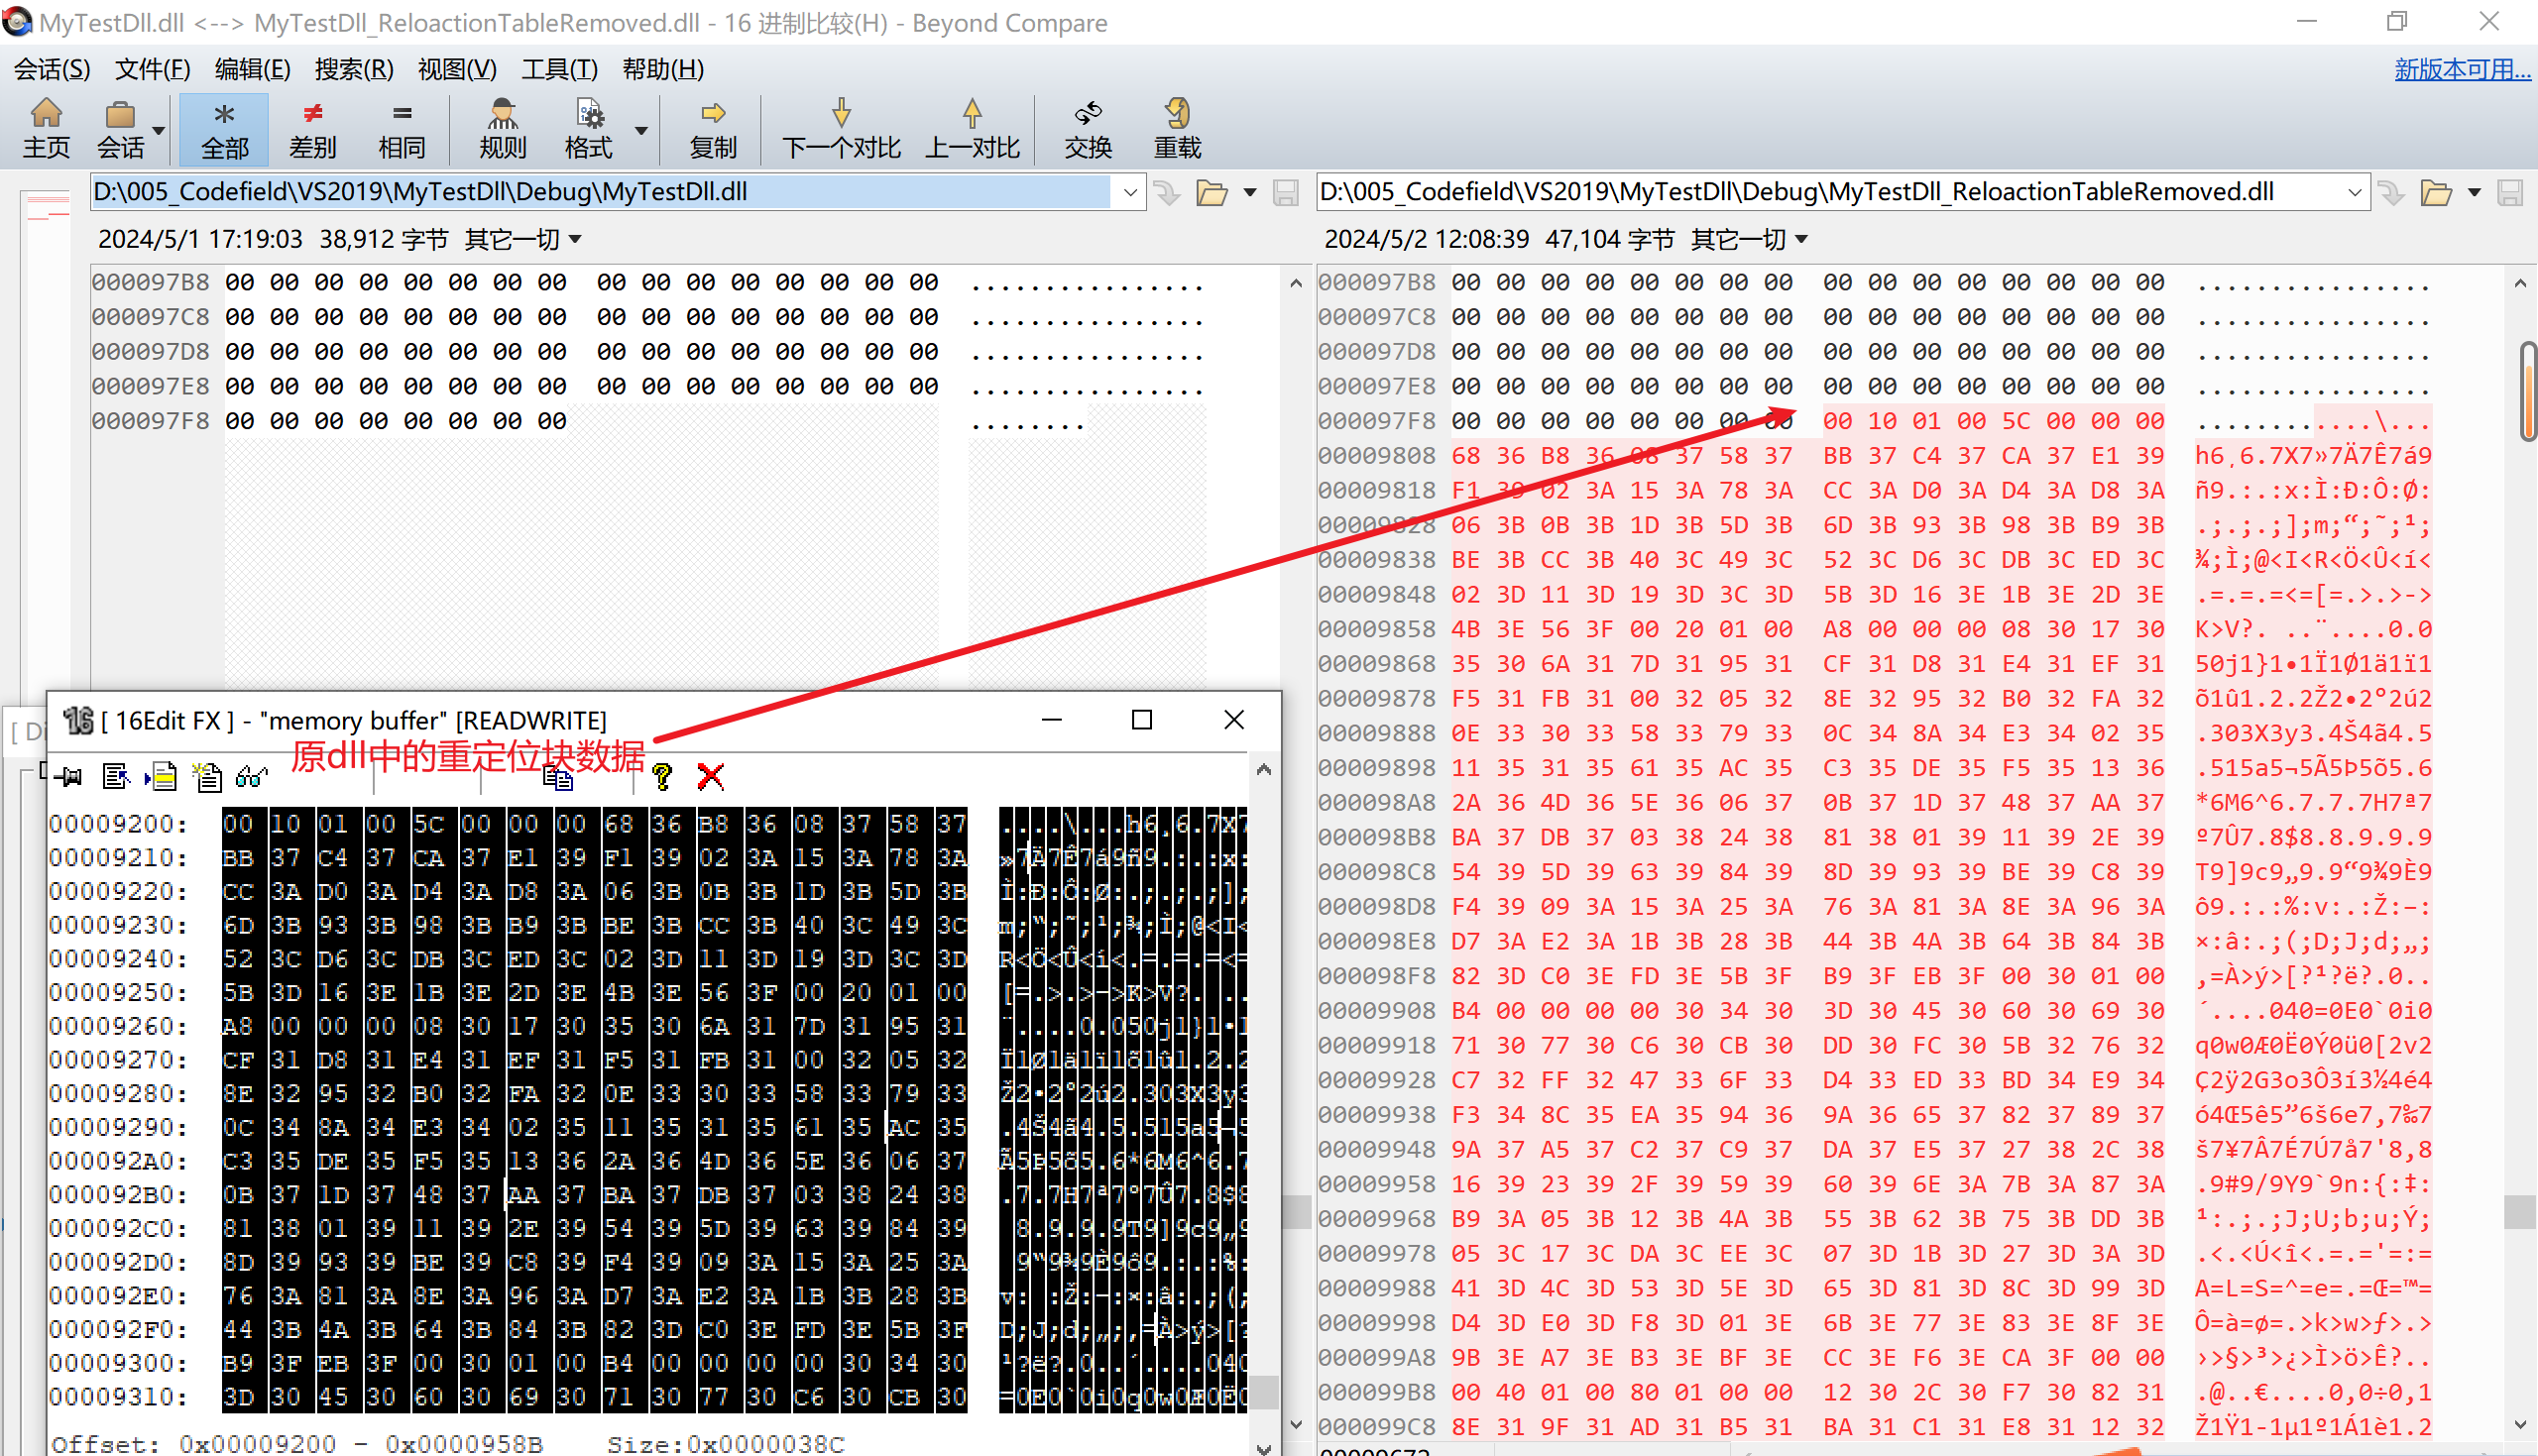 MyTestDll.dll <--> MyTestDll_ReloactionTableRemoved.dll - 16 进制比较(H) - Beyond Compare
会话(S) 文件(F) 编辑(E) 搜索(R) 视图(V) 工具(T) 帮助(H) 新版本可用...
主页 会话 * 全部 ≠ 差别 = 相同 规则 格式 复制 下一个对比 上一对比 交换 重载
D:\005_Codefield\VS2019\MyTestDll\Debug\MyTestDll.dll
2024/5/1 17:19:03 38,912 字节 其它一切
000097B8 00 00 00 00 00 00 00 00 00 00 00 00 00 00 00 00 ................
000097C8 00 00 00 00 00 00 00 00 00 00 00 00 00 00 00 00 ................
000097D8 00 00 00 00 00 00 00 00 00 00 00 00 00 00 00 00 ................
000097E8 00 00 00 00 00 00 00 00 00 00 00 00 00 00 00 00 ................
000097F8 00 00 00 00 00 00 00 00 ........
D:\005_Codefield\VS2019\MyTestDll\Debug\MyTestDll_ReloactionTableRemoved.dll
2024/5/2 12:08:39 47,104 字节 其它一切
000097B8 00 00 00 00 00 00 00 00 00 00 00 00 00 00 00 00 ................
000097C8 00 00 00 00 00 00 00 00 00 00 00 00 00 00 00 00 ................
000097D8 00 00 00 00 00 00 00 00 00 00 00 00 00 00 00 00 ................
000097E8 00 00 00 00 00 00 00 00 00 00 00 00 00 00 00 00 ................
000097F8 00 00 00 00 00 00 00 00 00 10 01 00 5C 00 00 00 ............\...
00009808 68 36 B8 36 08 37 58 37 BB 37 C4 37 CA 37 E1 39 h6¸6.7X7»7Ä7Ê7á9
00009818 F1 39 02 3A 15 3A 78 3A CC 3A D0 3A D4 3A D8 3A ñ9.:.:x:Ì:Ð:Ô:Ø:
00009828 06 3B 0B 3B 1D 3B 5D 3B 6D 3B 93 3B 98 3B B9 3B .;.;.;];m;“;˜;¹;
00009838 BE 3B CC 3B 40 3C 49 3C 52 3C D6 3C DB 3C ED 3C ¾;Ì;@<I<R<Ö<Û<í<
00009848 02 3D 11 3D 19 3D 3C 3D 5B 3D 16 3E 1B 3E 2D 3E .=.=.=<=[=.>.>->
00009858 4B 3E 56 3F 00 20 01 00 A8 00 00 00 08 30 17 30 K>V?. ..¨....0.0
00009868 35 30 6A 31 7D 31 95 31 CF 31 D8 31 E4 31 EF 31 50j1}1•1Ï1Ø1ä1ï1
00009878 F5 31 FB 31 00 32 05 32 8E 32 95 32 B0 32 FA 32 õ1û1.2.2Ž2•2°2ú2
00009888 0E 33 30 33 58 33 79 33 0C 34 8A 34 E3 34 02 35 .303X3y3.4Š4ã4.5
00009898 11 35 31 35 61 35 AC 35 C3 35 DE 35 F5 35 13 36 .515a5¬5Ã5Þ5õ5.6
000098A8 2A 36 4D 36 5E 36 06 37 0B 37 1D 37 48 37 AA 37 *6M6^6.7.7.7H7ª7
000098B8 BA 37 DB 37 03 38 24 38 81 38 01 39 11 39 2E 39 º7Û7.8$8.8.9.9.9
000098C8 54 39 5D 39 63 39 84 39 8D 39 93 39 BE 39 C8 39 T9]9c9„9.9“9¾9È9
000098D8 F4 39 09 3A 15 3A 25 3A 76 3A 81 3A 8E 3A 96 3A ô9.:.:%:v:.:Ž:–:
000098E8 D7 3A E2 3A 1B 3B 28 3B 44 3B 4A 3B 64 3B 84 3B ×:â:.;(;D;J;d;„;
000098F8 82 3D C0 3E FD 3E 5B 3F B9 3F EB 3F 00 30 01 00 ‚=À>ý>[?¹?ë?.0..
00009908 B4 00 00 00 00 30 34 30 3D 30 45 30 60 30 69 30 ´....040=0E0`0i0
00009918 71 30 77 30 C6 30 CB 30 DD 30 FC 30 5B 32 76 32 q0w0Æ0Ë0Ý0ü0[2v2
00009928 C7 32 FF 32 47 33 6F 33 D4 33 ED 33 BD 34 E9 34 Ç2ÿ2G3o3Ô3í3½4é4
00009938 F3 34 8C 35 EA 35 94 36 9A 36 65 37 82 37 89 37 ó4Œ5ê5”6š6e7‚7‰7
00009948 9A 37 A5 37 C2 37 C9 37 DA 37 E5 37 27 38 2C 38 š7¥7Â7É7Ú7å7'8,8
00009958 16 39 23 39 2F 39 59 39 60 39 6E 3A 7B 3A 87 3A .9#9/9Y9`9n:{:‡:
00009968 B9 3A 05 3B 12 3B 4A 3B 55 3B 62 3B 75 3B DD 3B ¹:.;.;J;U;b;u;Ý;
00009978 05 3C 17 3C DA 3C EE 3C 07 3D 1B 3D 27 3D 3A 3D .<.<Ú<î<.=.='=:=
00009988 41 3D 4C 3D 53 3D 5E 3D 65 3D 81 3D 8C 3D 99 3D A=L=S=^=e=.=Œ=™=
00009998 D4 3D E0 3D F8 3D 01 3E 6B 3E 77 3E 83 3E 8F 3E Ô=à=ø=.>k>w>ƒ>.>
000099A8 9B 3E A7 3E B3 3E BF 3E CC 3E F6 3E CA 3F 00 00 ›>§>³>¿>Ì>ö>Ê?..
000099B8 00 40 01 00 80 01 00 00 12 30 2C 30 F7 30 82 31 .@..€....0,0÷0‚1
000099C8 8E 31 9F 31 AD 31 B5 31 BA 31 C1 31 E8 31 12 32 Ž1Ÿ1-1µ1º1Á1è1.2
[ 16Edit FX ] - "memory buffer" [READWRITE]
原dll中的重定位块数据
00009200: 00 10 01 00 5C 00 00 00 68 36 B8 36 08 37 58 37 ....\...h6¸6.7X7
00009210: BB 37 C4 37 CA 37 E1 39 F1 39 02 3A 15 3A 78 3A »7Ä7Ê7á9ñ9.:.:x:
00009220: CC 3A D0 3A D4 3A D8 3A 06 3B 0B 3B 1D 3B 5D 3B Ì:Ð:Ô:Ø:.;.;.;];
00009230: 6D 3B 93 3B 98 3B B9 3B BE 3B CC 3B 40 3C 49 3C m;“;˜;¹;¾;Ì;@<I<
00009240: 52 3C D6 3C DB 3C ED 3C 02 3D 11 3D 19 3D 3C 3D R<Ö<Û<í<.=.=.=<=
00009250: 5B 3D 16 3E 1B 3E 2D 3E 4B 3E 56 3F 00 20 01 00 [=.>.>->K>V?. ..
00009260: A8 00 00 00 08 30 17 30 35 30 6A 31 7D 31 95 31 ¨....0.050j1}1•1
00009270: CF 31 D8 31 E4 31 EF 31 F5 31 FB 31 00 32 05 32 Ï1Ø1ä1ï1õ1û1.2.2
00009280: 8E 32 95 32 B0 32 FA 32 0E 33 30 33 58 33 79 33 Ž2•2°2ú2.303X3y3
00009290: 0C 34 8A 34 E3 34 02 35 11 35 31 35 61 35 AC 35 .4Š4ã4.5.515a5¬5
000092A0: C3 35 DE 35 F5 35 13 36 2A 36 4D 36 5E 36 06 37 Ã5Þ5õ5.6*6M6^6.7
000092B0: 0B 37 1D 37 48 37 AA 37 BA 37 DB 37 03 38 24 38 .7.7H7ª7º7Û7.8$8
000092C0: 81 38 01 39 11 39 2E 39 54 39 5D 39 63 39 84 39 8.9.9.9T9]9c9„9
000092D0: 8D 39 93 39 BE 39 C8 39 F4 39 09 3A 15 3A 25 3A 9“9¾9È9ô9.:.:%:
000092E0: 76 3A 81 3A 8E 3A 96 3A D7 3A E2 3A 1B 3B 28 3B v: :Ž:–:×:â:.;(;
000092F0: 44 3B 4A 3B 64 3B 84 3B 82 3D C0 3E FD 3E 5B 3F D;J;d;„;‚=À>ý>[?
00009300: B9 3F EB 3F 00 30 01 00 B4 00 00 00 00 30 34 30 ¹?ë?.0..´....040
00009310: 3D 30 45 30 60 30 69 30 71 30 77 30 C6 30 CB 30 =0E0`0i0q0w0Æ0Ë0
Offset: 0x00009200 - 0x0000958B Size:0x0000038C